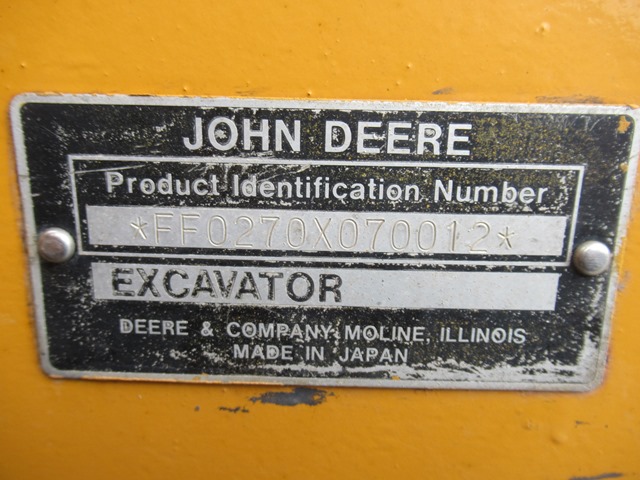 JOHN DEERE
Product Identification Number
*FF0270X070012*
EXCAVATOR
DEERE & COMPANY, MOLINE, ILLINOIS
MADE IN JAPAN